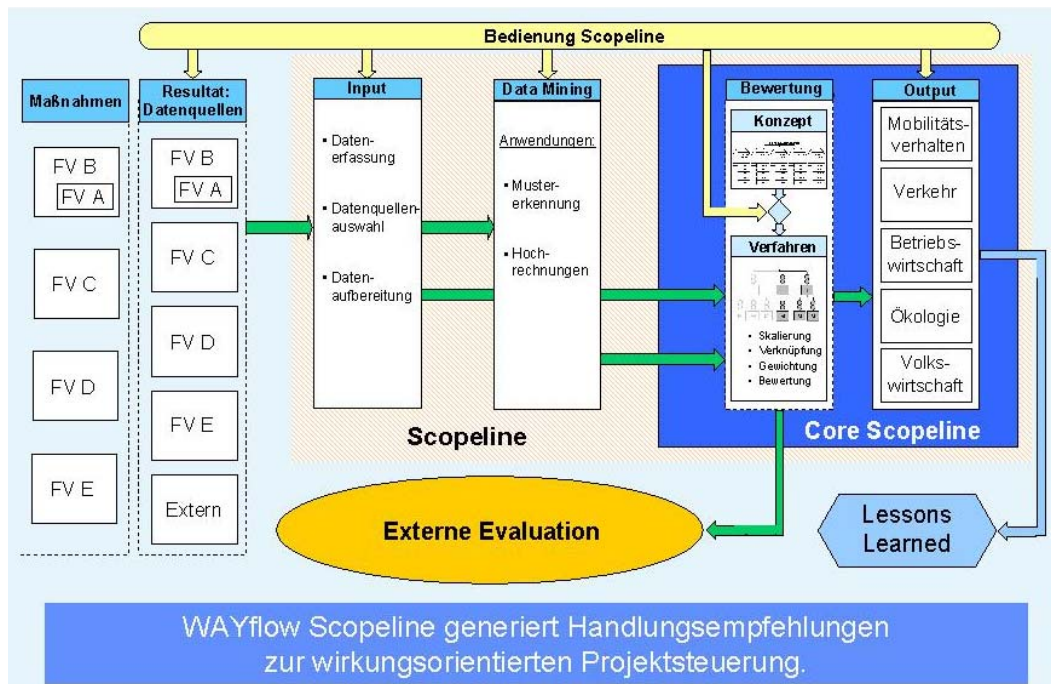 Bedienung Scopeline
Maßnahmen
FV B
FV A
FV C
FV D
FV E
Resultat:
Datenquellen
FV B
FV A
FV C
FV D
FV E
Extern
Input
▪ Daten-
erfassung
▪ Datenquellen-
auswahl
▪ Daten-
aufbereitung
Data Mining
Anwendungen:
▪ Muster-
erkennung
▪ Hoch-
rechnungen
Scopeline
Bewertung
Konzept
Verfahren
• Skalierung
• Verknüpfung
• Gewichtung
• Bewertung
Output
Mobilitäts-
verhalten
Verkehr
Betriebs-
wirtschaft
Ökologie
Volks-
wirtschaft
Core Scopeline
Externe Evaluation
Lessons
Learned
WAYflow Scopeline generiert Handlungsempfehlungen
zur wirkungsorientierten Projektsteuerung.